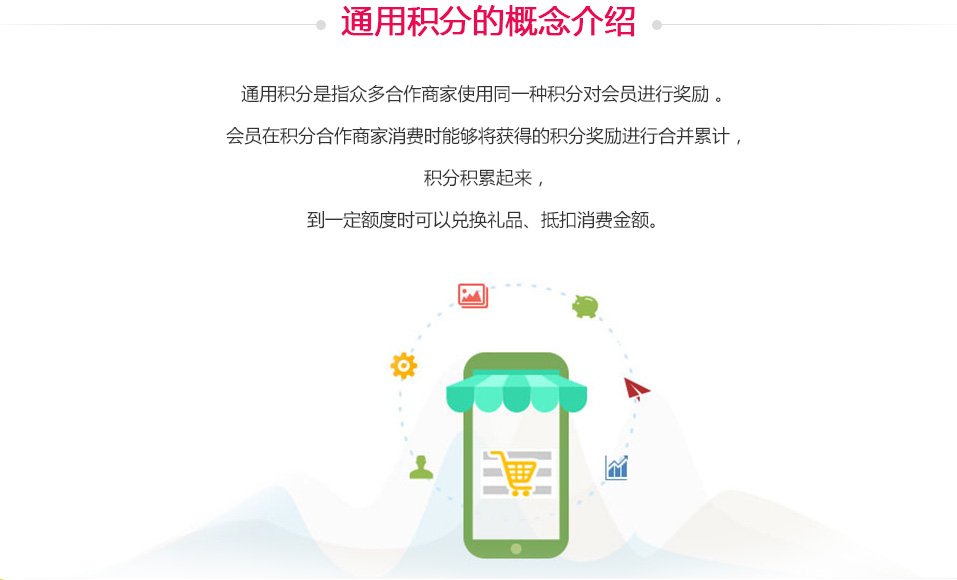 通用积分的概念介绍
通用积分是指众多合作商家使用同一种积分对会员进行奖励 。
会员在积分合作商家消费时能够将获得的积分奖励进行合并累计，
积分积累起来，
到一定额度时可以兑换礼品、抵扣消费金额。